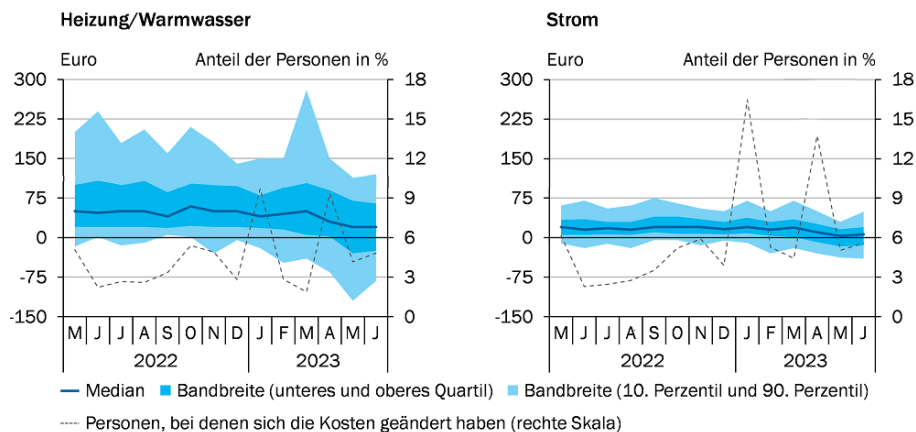 Heizung/Warmwasser
Strom
Euro
Anteil der Personen in %
Euro
Anteil der Personen in %
300
18
300
18
225
15
225
15
150
12
150
12
75
9
75
9
0
6
0
6
-75
3
-75
3
-150
0
-150
0
M J J A S O N D J F M A M J
M J J A S O N D J F M A M J
2022
2023
2022
2023
Median
Bandbreite (unteres und oberes Quartil)
Bandbreite (10. Perzentil und 90. Perzentil)
Personen, bei denen sich die Kosten geändert haben (rechte Skala)